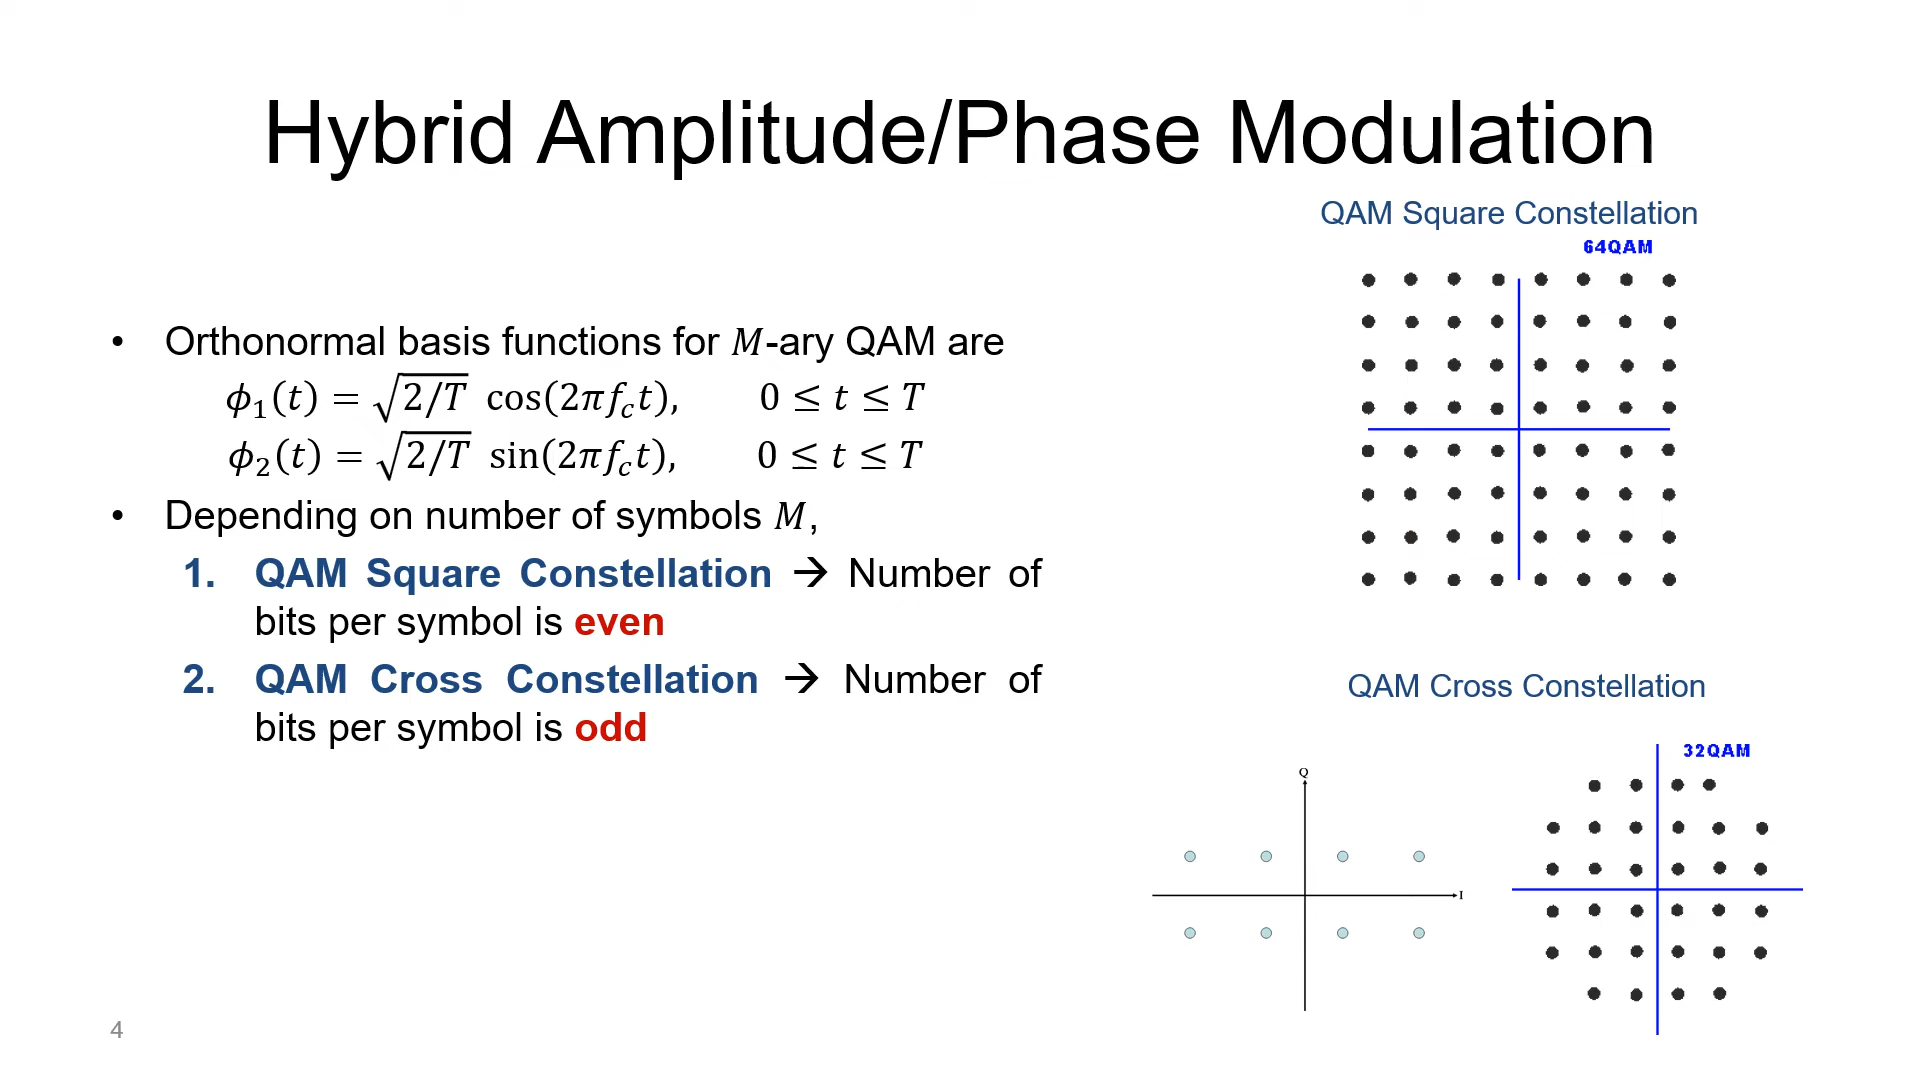 Hybrid Amplitude/Phase Modulation
• Orthonormal basis functions for 𝑀-ary QAM are
𝜙₁(𝑡) = √2/𝑇 cos(2𝜋𝑓𝑐𝑡), 0 ≤ 𝑡 ≤ 𝑇
𝜙₂(𝑡) = √2/𝑇 sin(2𝜋𝑓𝑐𝑡), 0 ≤ 𝑡 ≤ 𝑇
• Depending on number of symbols 𝑀,
1. QAM Square Constellation → Number of
bits per symbol is even
2. QAM Cross Constellation → Number of
bits per symbol is odd
QAM Square Constellation
64QAM
QAM Cross Constellation
Q
I
32QAM
4